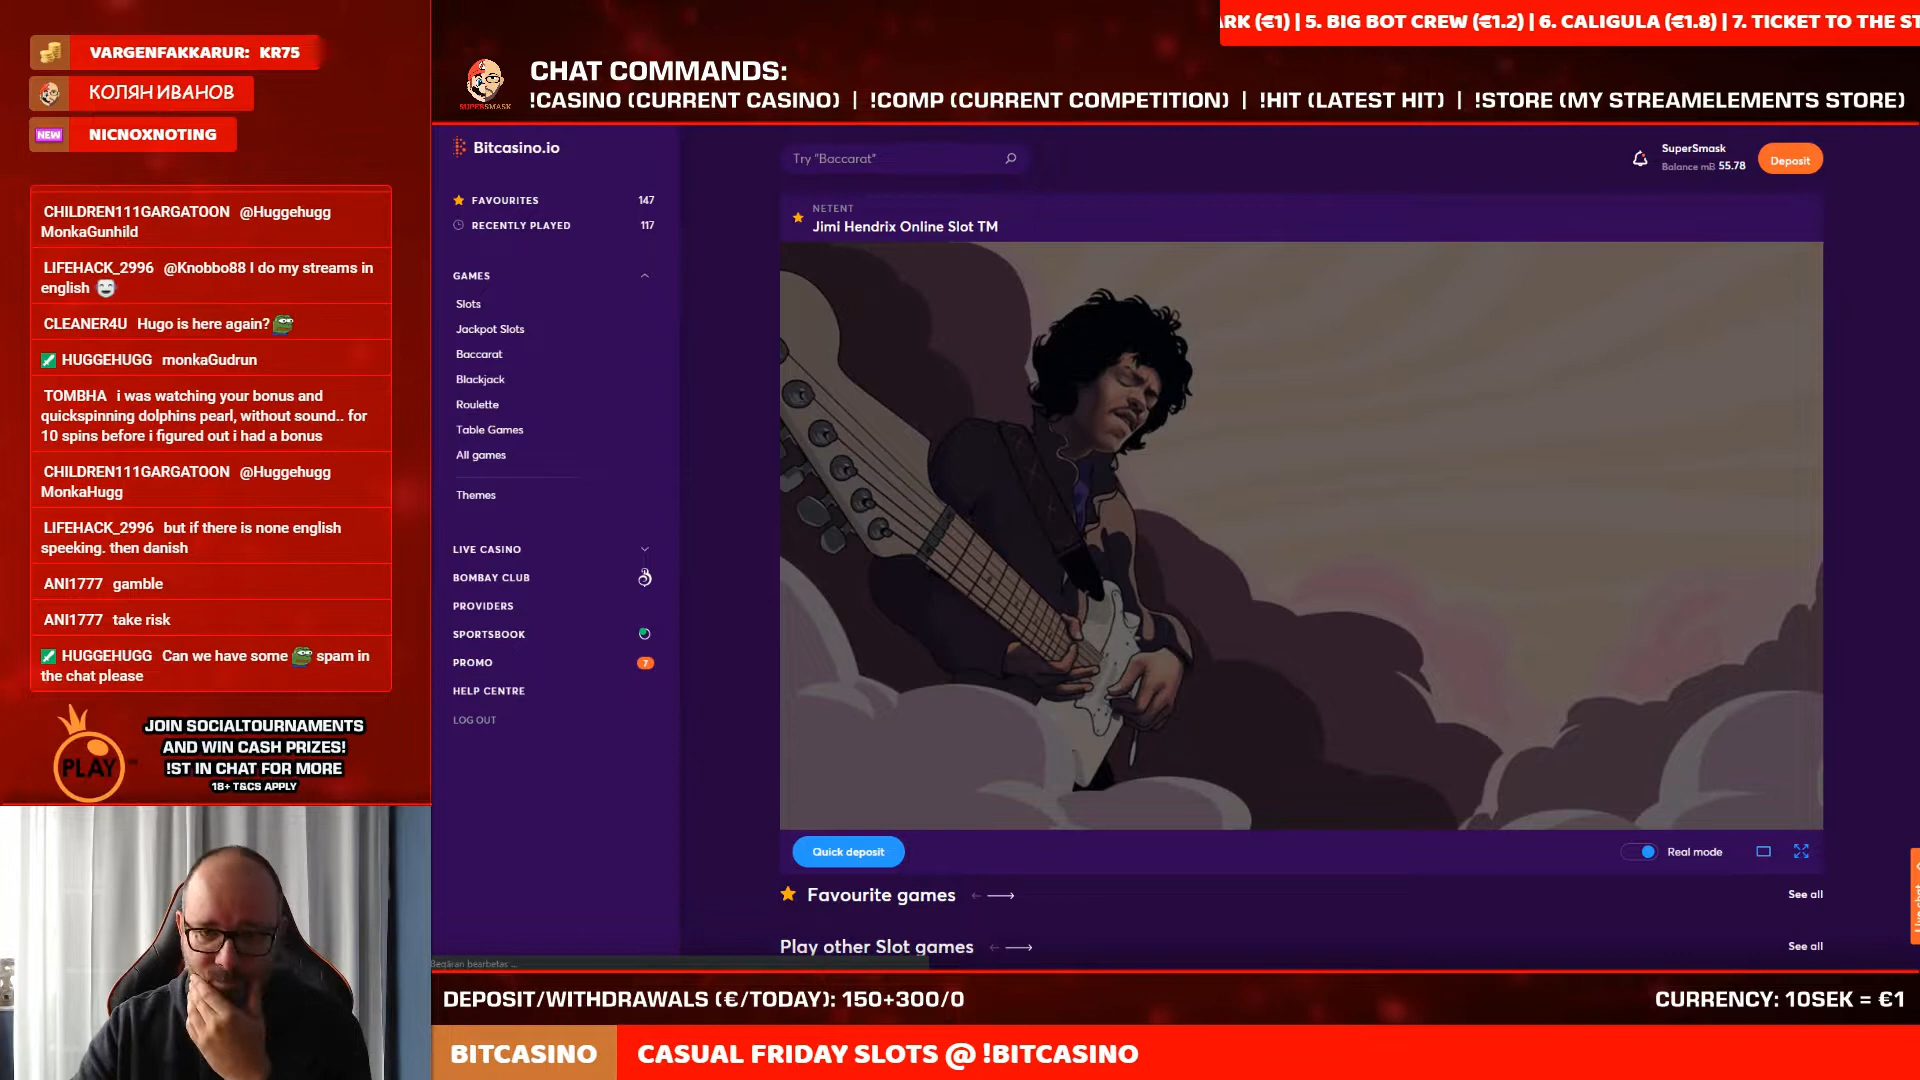 VARGENFAKKARUR: KR75
КОЛЯН ИВАНОВ
NEW NICNOXNOTING
CHILDREN111GARGATOON @Huggehugg
MonkaGunhild
LIFEHACK_2996 @Knobbo88 I do my streams in
english
CLEANER4U Hugo is here again?
HUGGEHUGG monkaGudrun
TOMBHA i was watching your bonus and
quickspinning dolphins pearl, without sound.. for
10 spins before i figured out i had a bonus
CHILDREN111GARGATOON @Huggehugg
MonkaHugg
LIFEHACK_2996 but if there is none english
speeking. then danish
ANI1777 gamble
ANI1777 take risk
HUGGEHUGG Can we have some spam in
the chat please
PLAY
JOIN SOCIALTOURNAMENTS
AND WIN CASH PRIZES!
!ST IN CHAT FOR MORE
18+ T&CS APPLY
RK (€1) | 5. BIG BOT CREW (€1.2) | 6. CALIGULA (€1.8) | 7. TICKET TO THE ST
SUPERSMASK
CHAT COMMANDS:
!CASINO (CURRENT CASINO) | !COMP (CURRENT COMPETITION) | !HIT (LATEST HIT) | !STORE (MY STREAMELEMENTS STORE)
Bitcasino.io
FAVOURITES 147
RECENTLY PLAYED 117
GAMES
Slots
Jackpot Slots
Baccarat
Blackjack
Roulette
Table Games
All games
Themes
LIVE CASINO
BOMBAY CLUB
PROVIDERS
SPORTSBOOK
PROMO 7
HELP CENTRE
LOG OUT
Try "Baccarat"
SuperSmask
Balance mB 55.78
Deposit
NETENT
Jimi Hendrix Online Slot TM
Quick deposit
Real mode
Favourite games
See all
Play other Slot games
See all
Live chat
Begäran bearbetas ...
DEPOSIT/WITHDRAWALS (€/TODAY): 150+300/0
CURRENCY: 10SEK = €1
BITCASINO
CASUAL FRIDAY SLOTS @ !BITCASINO